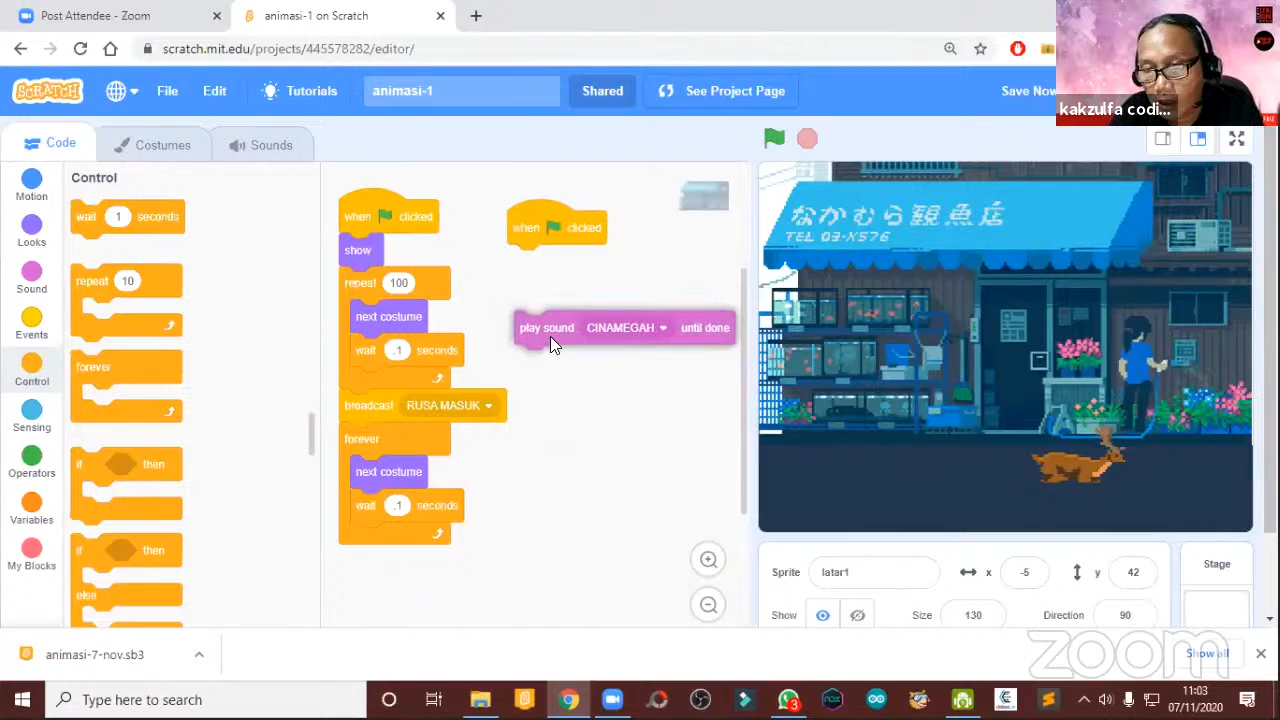 Post Attendee - Zoom
animasi-1 on Scratch
scratch.mit.edu/projects/445578282/editor/
SCRATCH
File
Edit
Tutorials
animasi-1
Shared
See Project Page
Save Now
kakzulfa codi...
Code
Costumes
Sounds
Motion
Looks
Sound
Events
Control
Sensing
Operators
Variables
My Blocks
Control
wait 1 seconds
repeat 10
forever
if then
if then
else
when clicked
show
repeat 100
next costume
wait .1 seconds
broadcast RUSA MASUK
forever
next costume
wait .1 seconds
when clicked
play sound CINAMEGAH until done
なかむら観魚店
TEL 03-X576
Sprite
latar1
x
-5
y
42
Show
Size
130
Direction
90
Stage
zoom
animasi-7-nov.sb3
Show all
Type here to search
3
11:03
07/11/2020